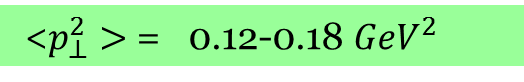 <p⊥²> = 0.12-0.18 GeV²